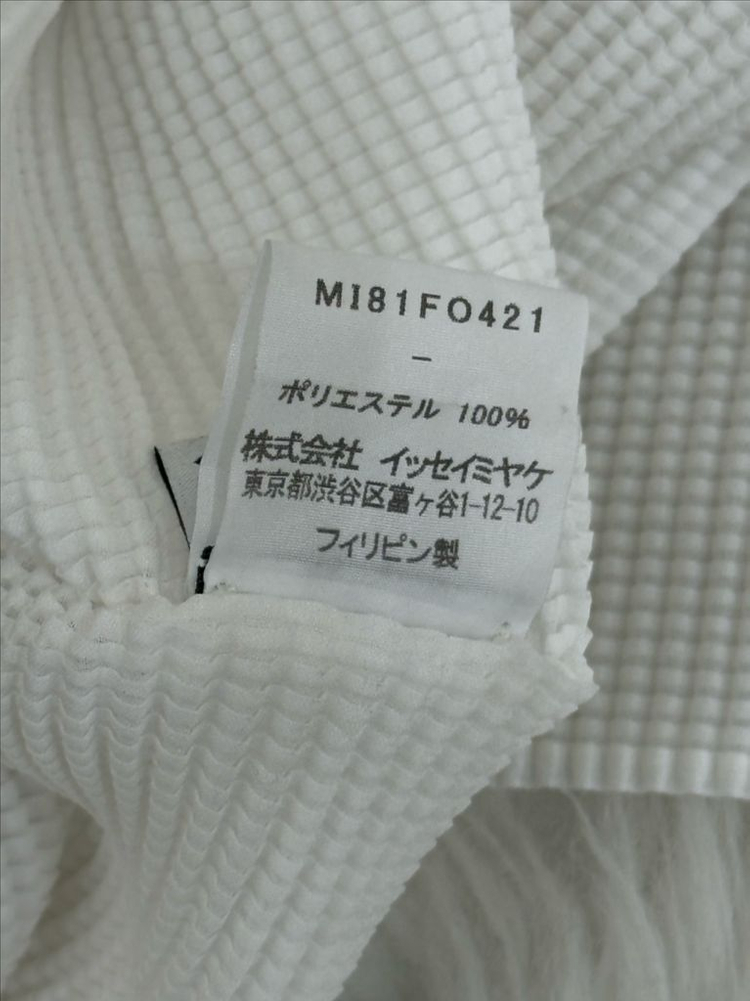 MI81FO421
–
ポリエステル 100%
株式会社 イッセイミヤケ
東京都渋谷区富ヶ谷1-12-10
フィリピン製